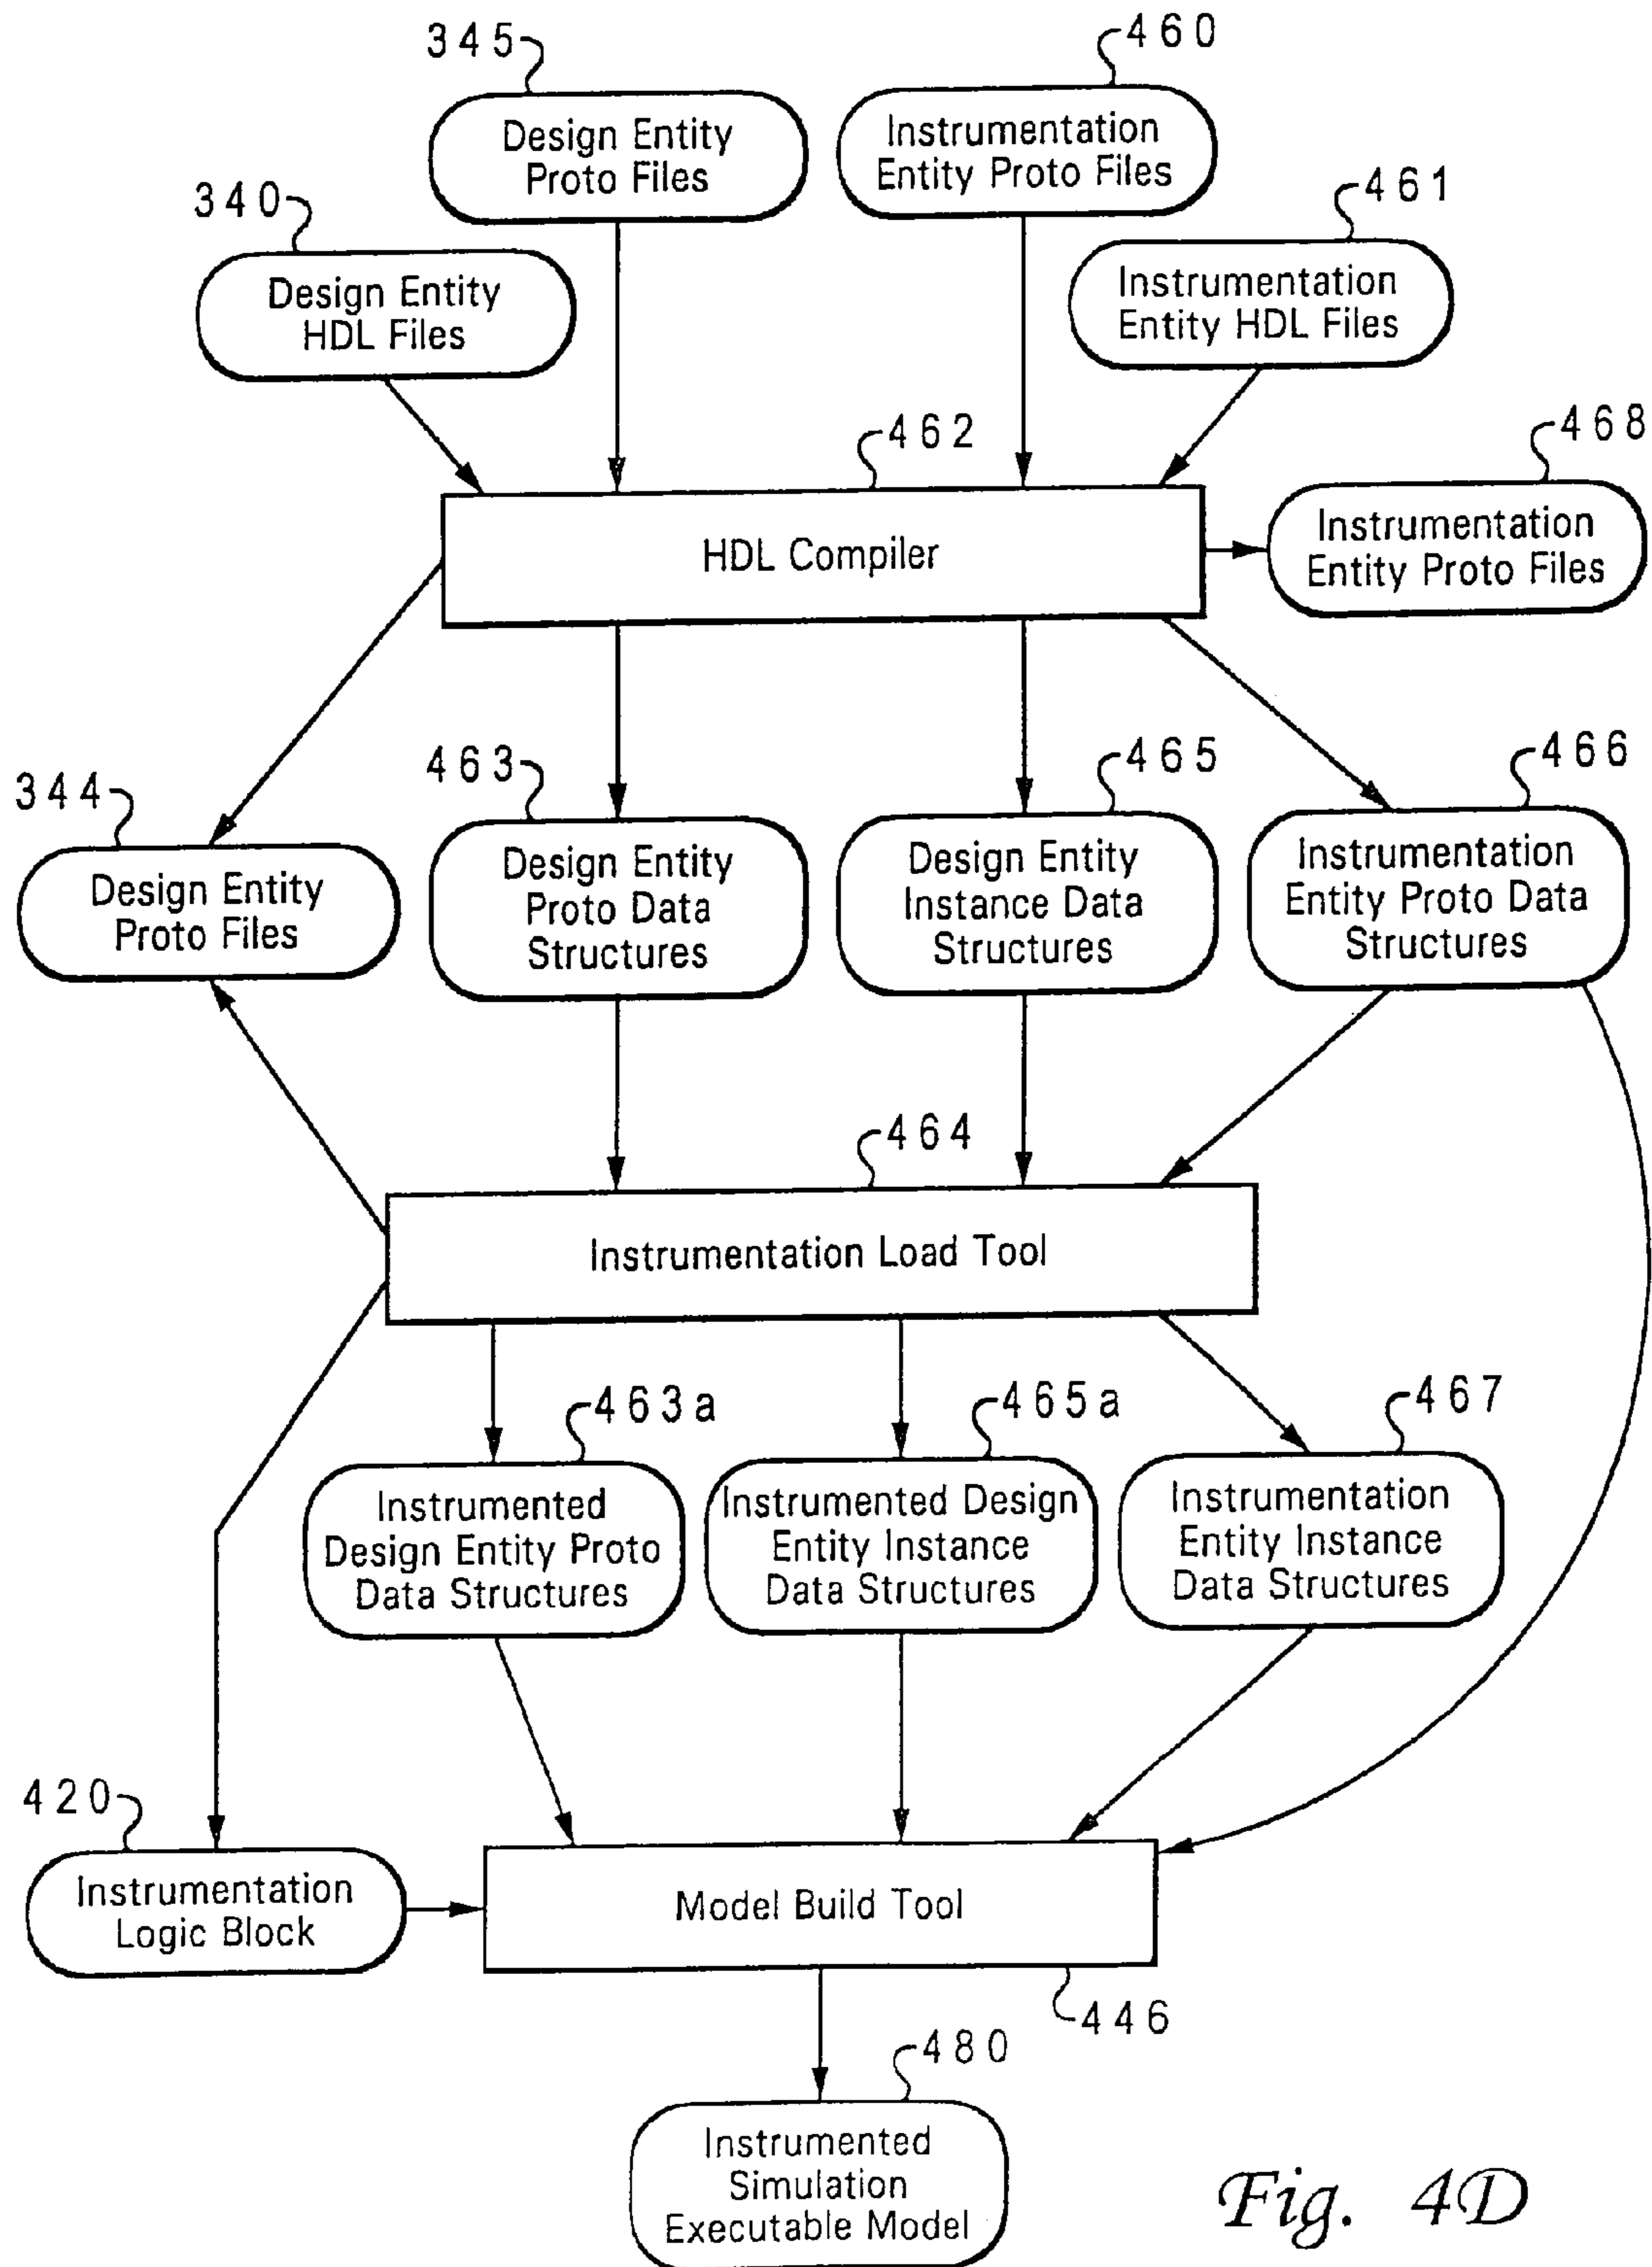 345
460
Design Entity
Proto Files
Instrumentation
Entity Proto Files
340
461
Design Entity
HDL Files
Instrumentation
Entity HDL Files
462
468
HDL Compiler
Instrumentation
Entity Proto Files
344
463
465
466
Design Entity
Proto Files
Design Entity
Proto Data
Structures
Design Entity
Instance Data
Structures
Instrumentation
Entity Proto Data
Structures
464
Instrumentation Load Tool
463a
465a
467
Instrumented
Design Entity Proto
Data Structures
Instrumented Design
Entity Instance
Data Structures
Instrumentation
Entity Instance
Data Structures
420
Instrumentation
Logic Block
Model Build Tool
446
480
Instrumented
Simulation
Executable Model
Fig. 4D